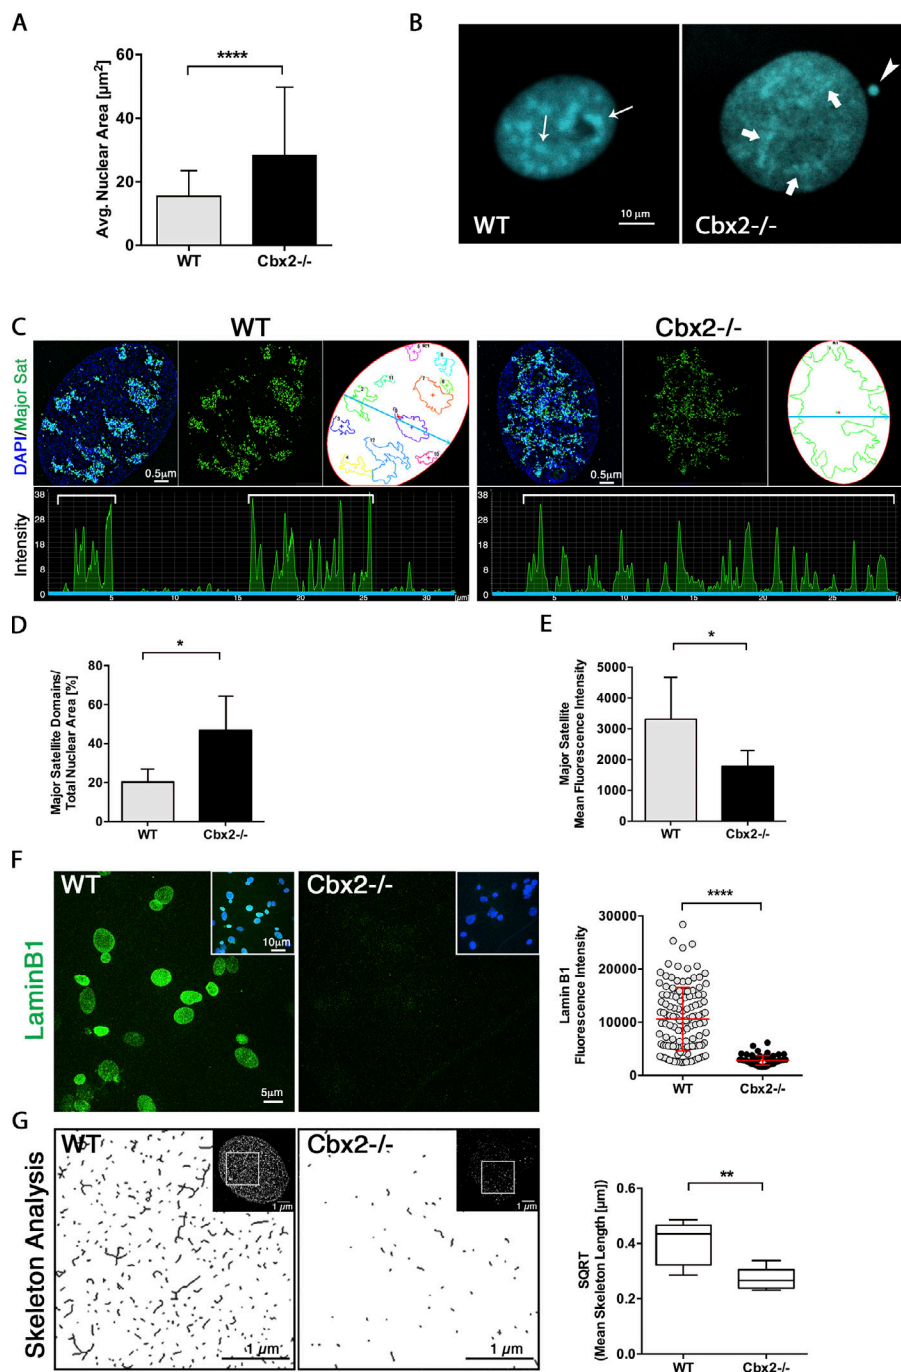 A
60
40
20
0
Avg. Nuclear Area [µm²]
****
WT
Cbx2-/-
B
WT
10 µm
Cbx2-/-
C
WT
Cbx2-/-
DAPI/Major Sat
0.5µm
0.5µm
Intensity
38
28
18
8
5
10
15
20
25
30
[µm]
38
28
18
8
5
10
15
21
25
D
Major Satellite Domains/
Total Nuclear Area [%]
80
60
40
20
0
*
WT
Cbx2-/-
E
Major Satellite
Mean Fluorescence Intensity
5000
4000
3000
2000
1000
0
*
WT
Cbx2-/-
F
LaminB1
WT
10µm
5µm
Cbx2-/-
Lamin B1
Fluorescence Intensity
30000
20000
10000
0
****
WT
Cbx2-/-
G
Skeleton Analysis
WT
1 µm
1 µm
Cbx2-/-
1 µm
1 µm
SQRT
(Mean Skeleton Length [µm])
0.6
0.4
0.2
0.0
**
WT
Cbx2-/-